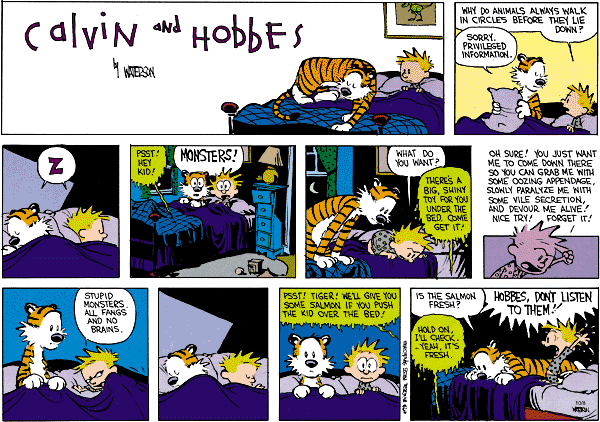 Calvin and Hobbes
by WATERSON
WHY DO ANIMALS ALWAYS WALK
IN CIRCLES BEFORE THEY LIE
DOWN?
SORRY.
PRIVILEGED
INFORMATION.
Z
PSST!
HEY
KID!
MONSTERS!
WHAT DO
YOU WANT?
THERE'S A
BIG, SHINY
TOY FOR YOU
UNDER THE
BED. COME
GET IT!
OH SURE! YOU JUST WANT
ME TO COME DOWN THERE
SO YOU CAN GRAB ME WITH
SOME OOZING APPENDAGE,
SLOWLY PARALYZE ME WITH
SOME VILE SECRETION,
AND DEVOUR ME ALIVE!
NICE TRY! FORGET IT!
STUPID
MONSTERS.
ALL FANGS
AND NO
BRAINS.
PSST! TIGER! WE'LL GIVE YOU
SOME SALMON IF YOU PUSH
THE KID OVER THE BED!
IS THE SALMON
FRESH?
HOBBES, DON'T LISTEN
TO THEM!
HOLD ON,
I'LL CHECK.
...YEAH, IT'S
FRESH.
10/11
WATERSON